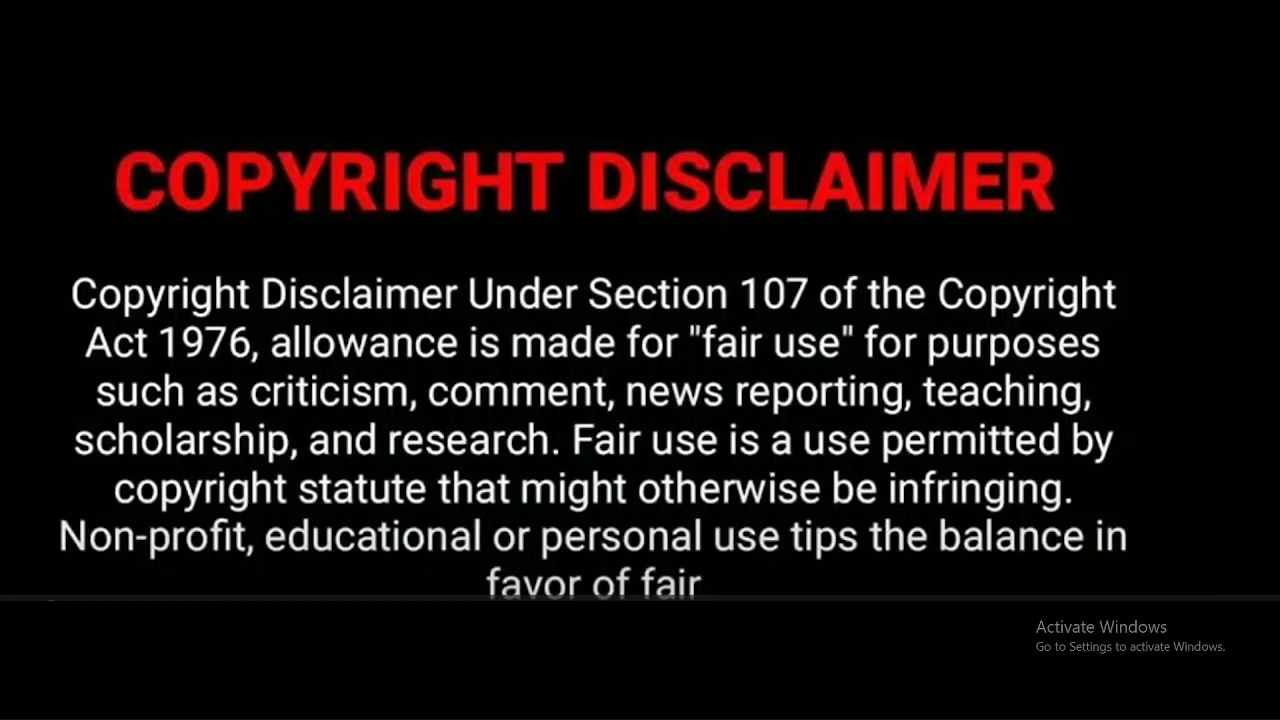 COPYRIGHT DISCLAIMER
Copyright Disclaimer Under Section 107 of the Copyright
Act 1976, allowance is made for "fair use" for purposes
such as criticism, comment, news reporting, teaching,
scholarship, and research. Fair use is a use permitted by
copyright statute that might otherwise be infringing.
Non-profit, educational or personal use tips the balance in
favor of fair
Activate Windows
Go to Settings to activate Windows.